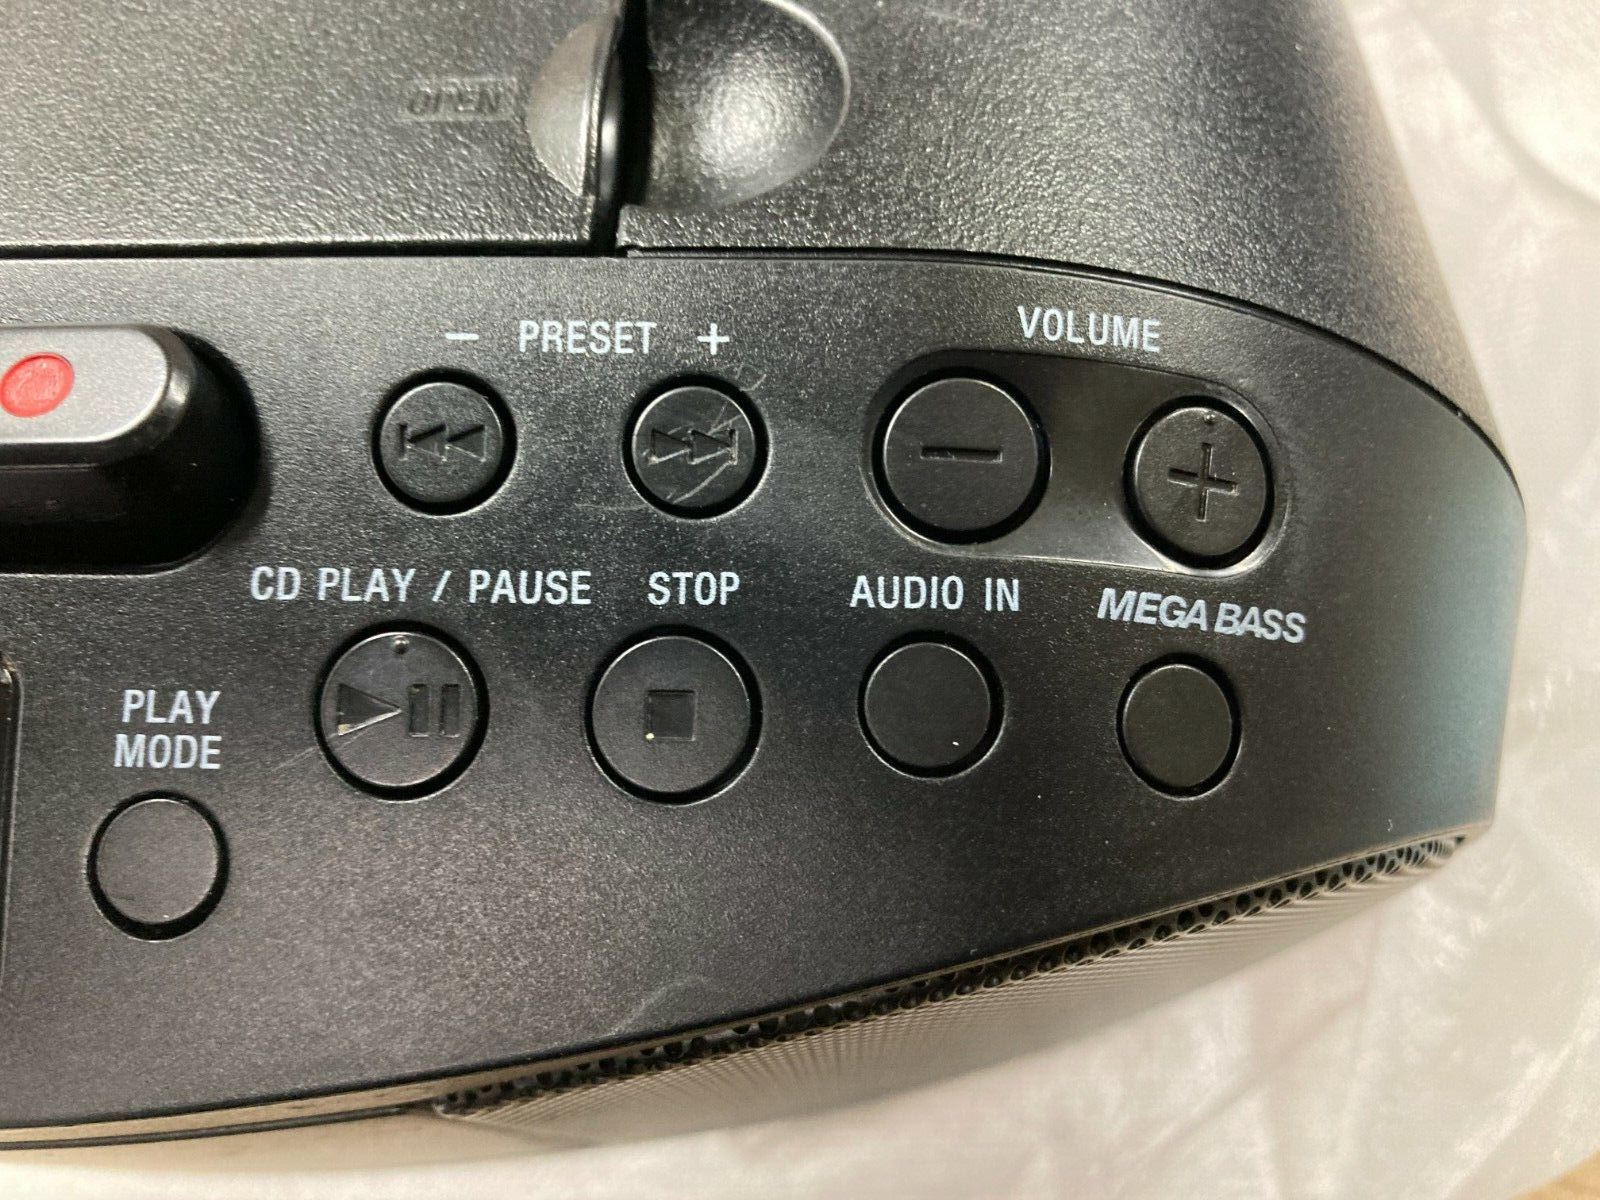 OPEN
− PRESET +
VOLUME
CD PLAY / PAUSE
STOP
AUDIO IN
MEGA BASS
PLAY
MODE